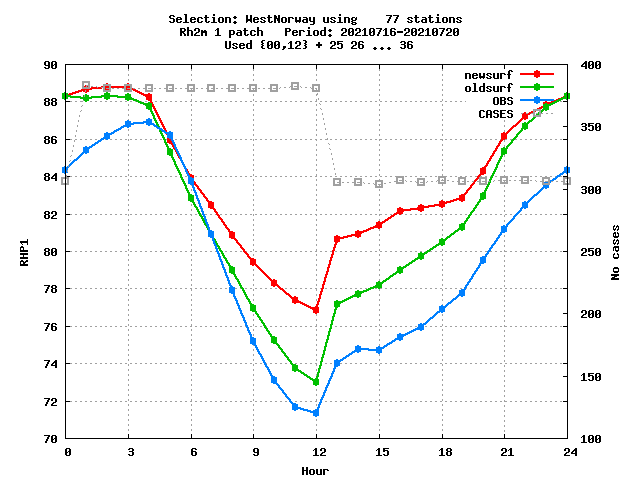 Selection: WestNorway using    77 stations
Rh2m 1 patch   Period: 20210716-20210720
Used {00,12} + 25 26 ... 36
newsurf
oldsurf
OBS
CASES
90
88
86
84
82
80
78
76
74
72
70
400
350
300
250
200
150
100
RHP1
No cases
0 3 6 9 12 15 18 21 24
Hour